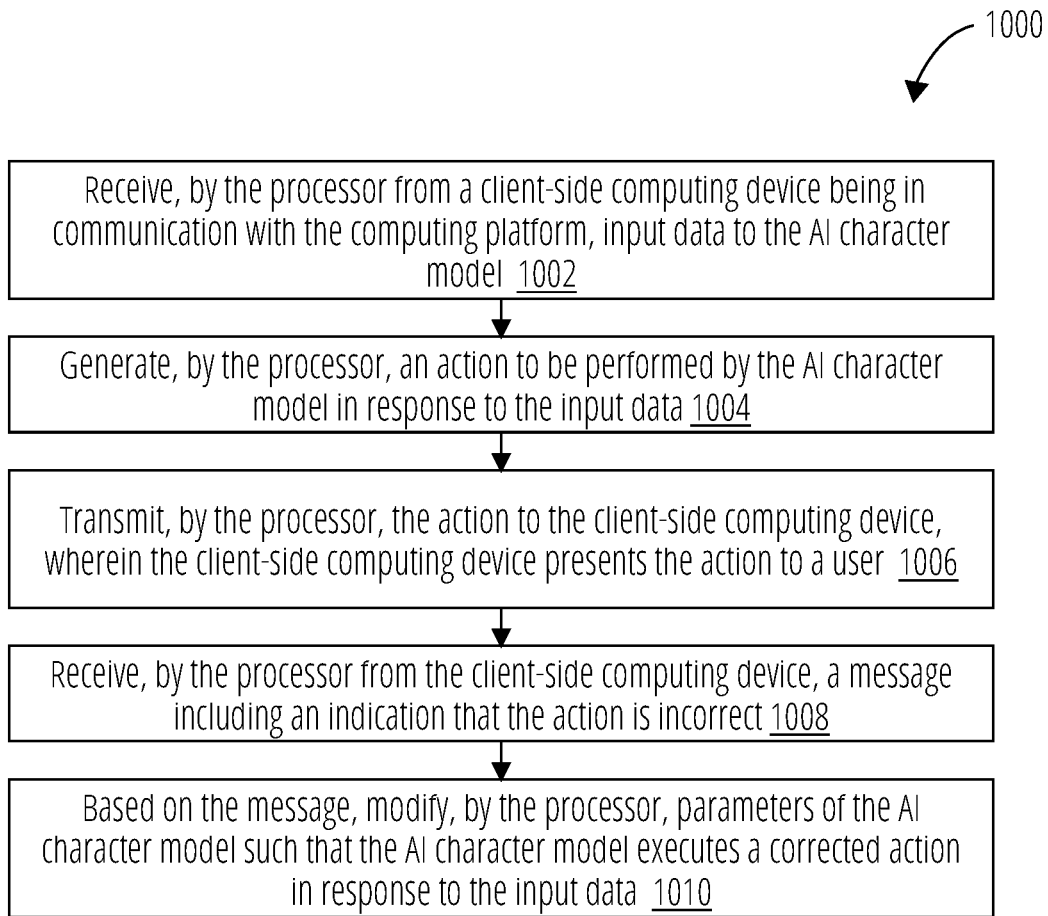 1000
Receive, by the processor from a client-side computing device being in
communication with the computing platform, input data to the AI character
model 1002
Generate, by the processor, an action to be performed by the AI character
model in response to the input data 1004
Transmit, by the processor, the action to the client-side computing device,
wherein the client-side computing device presents the action to a user 1006
Receive, by the processor from the client-side computing device, a message
including an indication that the action is incorrect 1008
Based on the message, modify, by the processor, parameters of the AI
character model such that the AI character model executes a corrected action
in response to the input data 1010